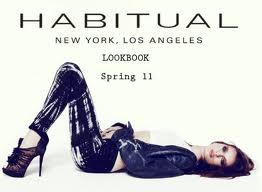 HABITUAL
NEW YORK, LOS ANGELES
LOOKBOOK
Spring 11